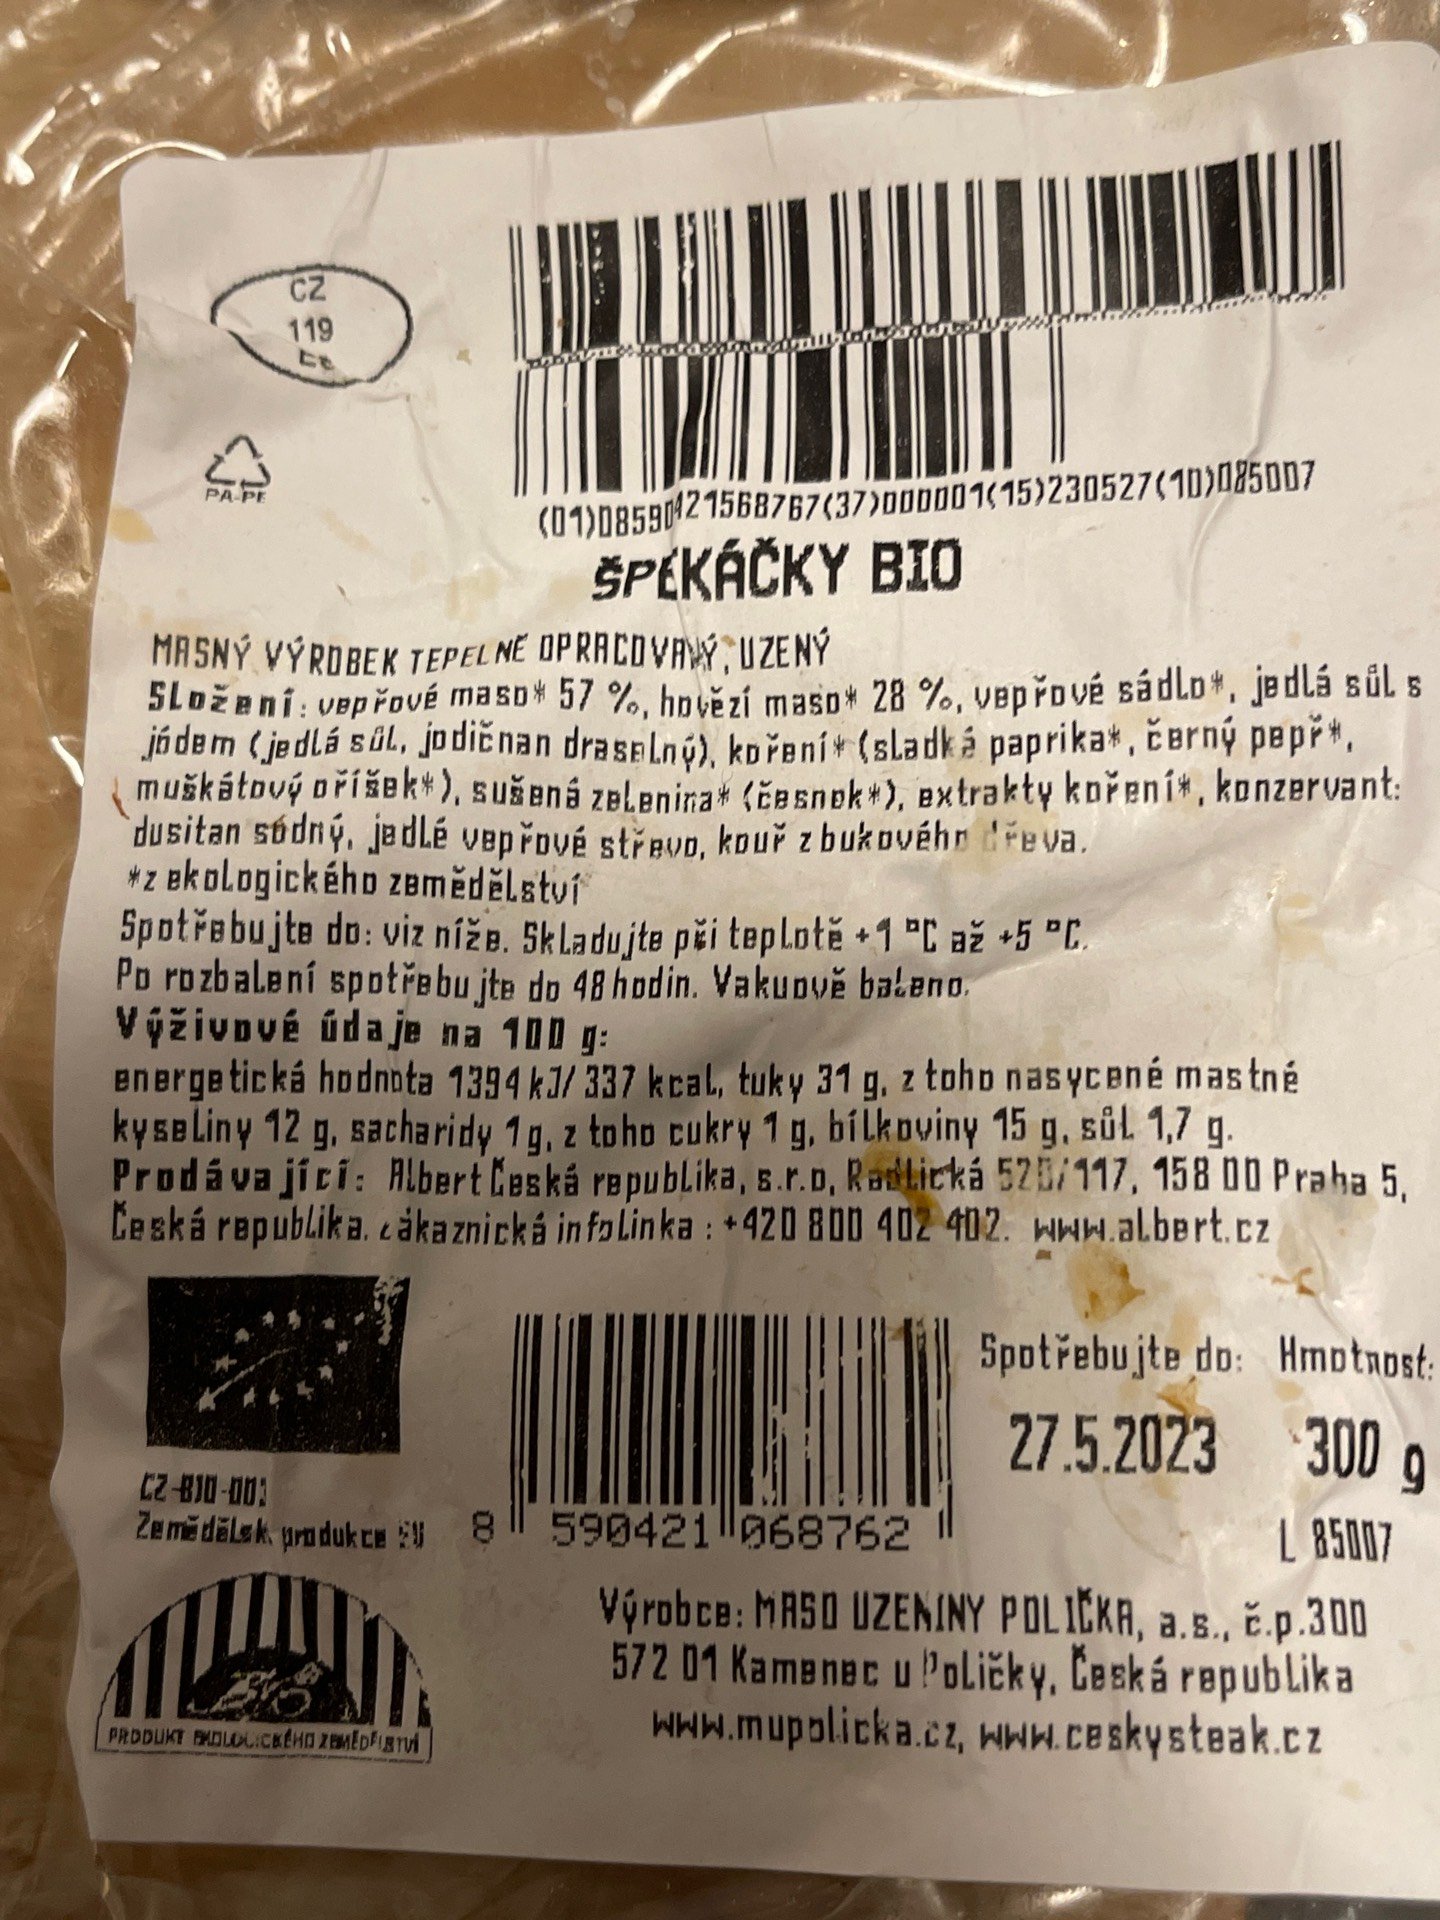 CZ
119
PA-PE
(01)08590421568767(37)000001(15)230527(10)085007
ŠPEKÁČKY BIO
MASNÝ VÝROBEK TEPELNĚ OPRACOVANÝ, UZENÝ
Složení: vepřové maso* 57 %, hovězí maso* 28 %, vepřové sádlo*, jedlá sůl s
jódem (jedlá sůl, jodičnan draselný), koření* (sladká paprika*, černý pepř*,
muškátový oříšek*), sušená zelenina* (česnek*), extrakty koření*, konzervant:
dusitan sodný, jedlé vepřové střevo, kouř z bukového dřeva.
*z ekologického zemědělství
Spotřebujte do: viz níže. Skladujte při teplotě +1 °C až +5 °C.
Po rozbalení spotřebujte do 48 hodin. Vakuově baleno.
Výživové údaje na 100 g:
energetická hodnota 1394 kJ/ 337 kcal, tuky 31 g, z toho nasycené mastné
kyseliny 12 g, sacharidy 1 g, z toho cukry 1 g, bílkoviny 15 g, sůl 1,7 g.
Prodávající: Albert Česká republika, s.r.o, Radlická 520/117, 158 00 Praha 5,
Česká republika. Zákaznická infolinka : +420 800 402 402. www.albert.cz
Spotřebujte do: Hmotnost:
27.5.2023 300 g
CZ-BIO-001
Zemědělsk. produkce EU
8 590421 068762
L 85007
Výrobce: MASO UZENINY POLIČKA, a.s., č.p.300
572 01 Kamenec u Poličky, Česká republika
www.mupolicka.cz, www.ceskysteak.cz
PRODUKT EKOLOGICKÉHO ZEMĚDĚLSTVÍ